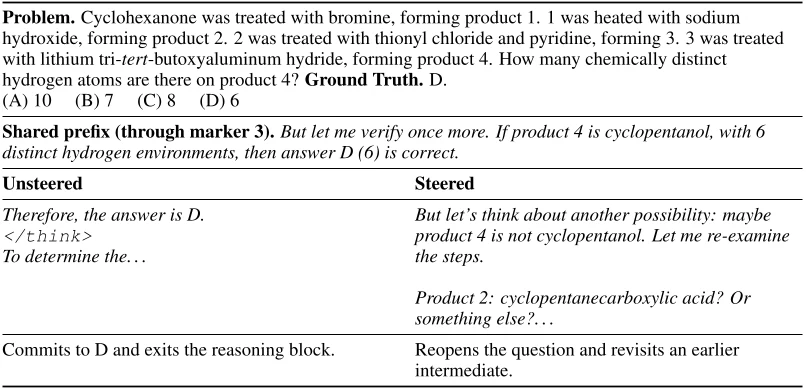 Problem. Cyclohexanone was treated with bromine, forming product 1. 1 was heated with sodium
hydroxide, forming product 2. 2 was treated with thionyl chloride and pyridine, forming 3. 3 was treated
with lithium tri-tert-butoxyaluminum hydride, forming product 4. How many chemically distinct
hydrogen atoms are there on product 4? Ground Truth. D.
(A) 10 (B) 7 (C) 8 (D) 6
Shared prefix (through marker 3). But let me verify once more. If product 4 is cyclopentanol, with 6
distinct hydrogen environments, then answer D (6) is correct.
Unsteered
Therefore, the answer is D.
</think>
To determine the...
Commits to D and exits the reasoning block.
Steered
But let's think about another possibility: maybe
product 4 is not cyclopentanol. Let me re-examine
the steps.
Product 2: cyclopentanecarboxylic acid? Or
something else?...
Reopens the question and revisits an earlier
intermediate.